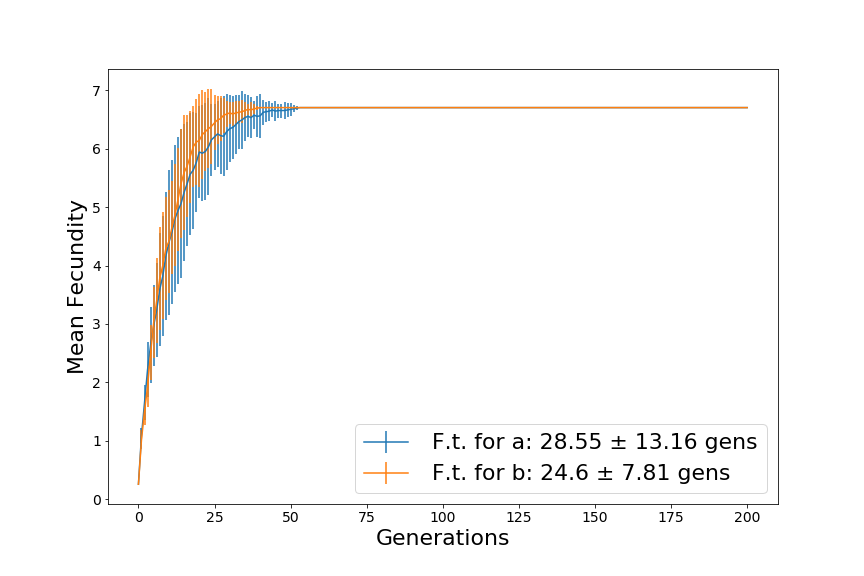 7
6
5
4
3
2
1
0
Mean Fecundity
F.t. for a: 28.55 ± 13.16 gens
F.t. for b: 24.6 ± 7.81 gens
0 25 50 75 100 125 150 175 200
Generations